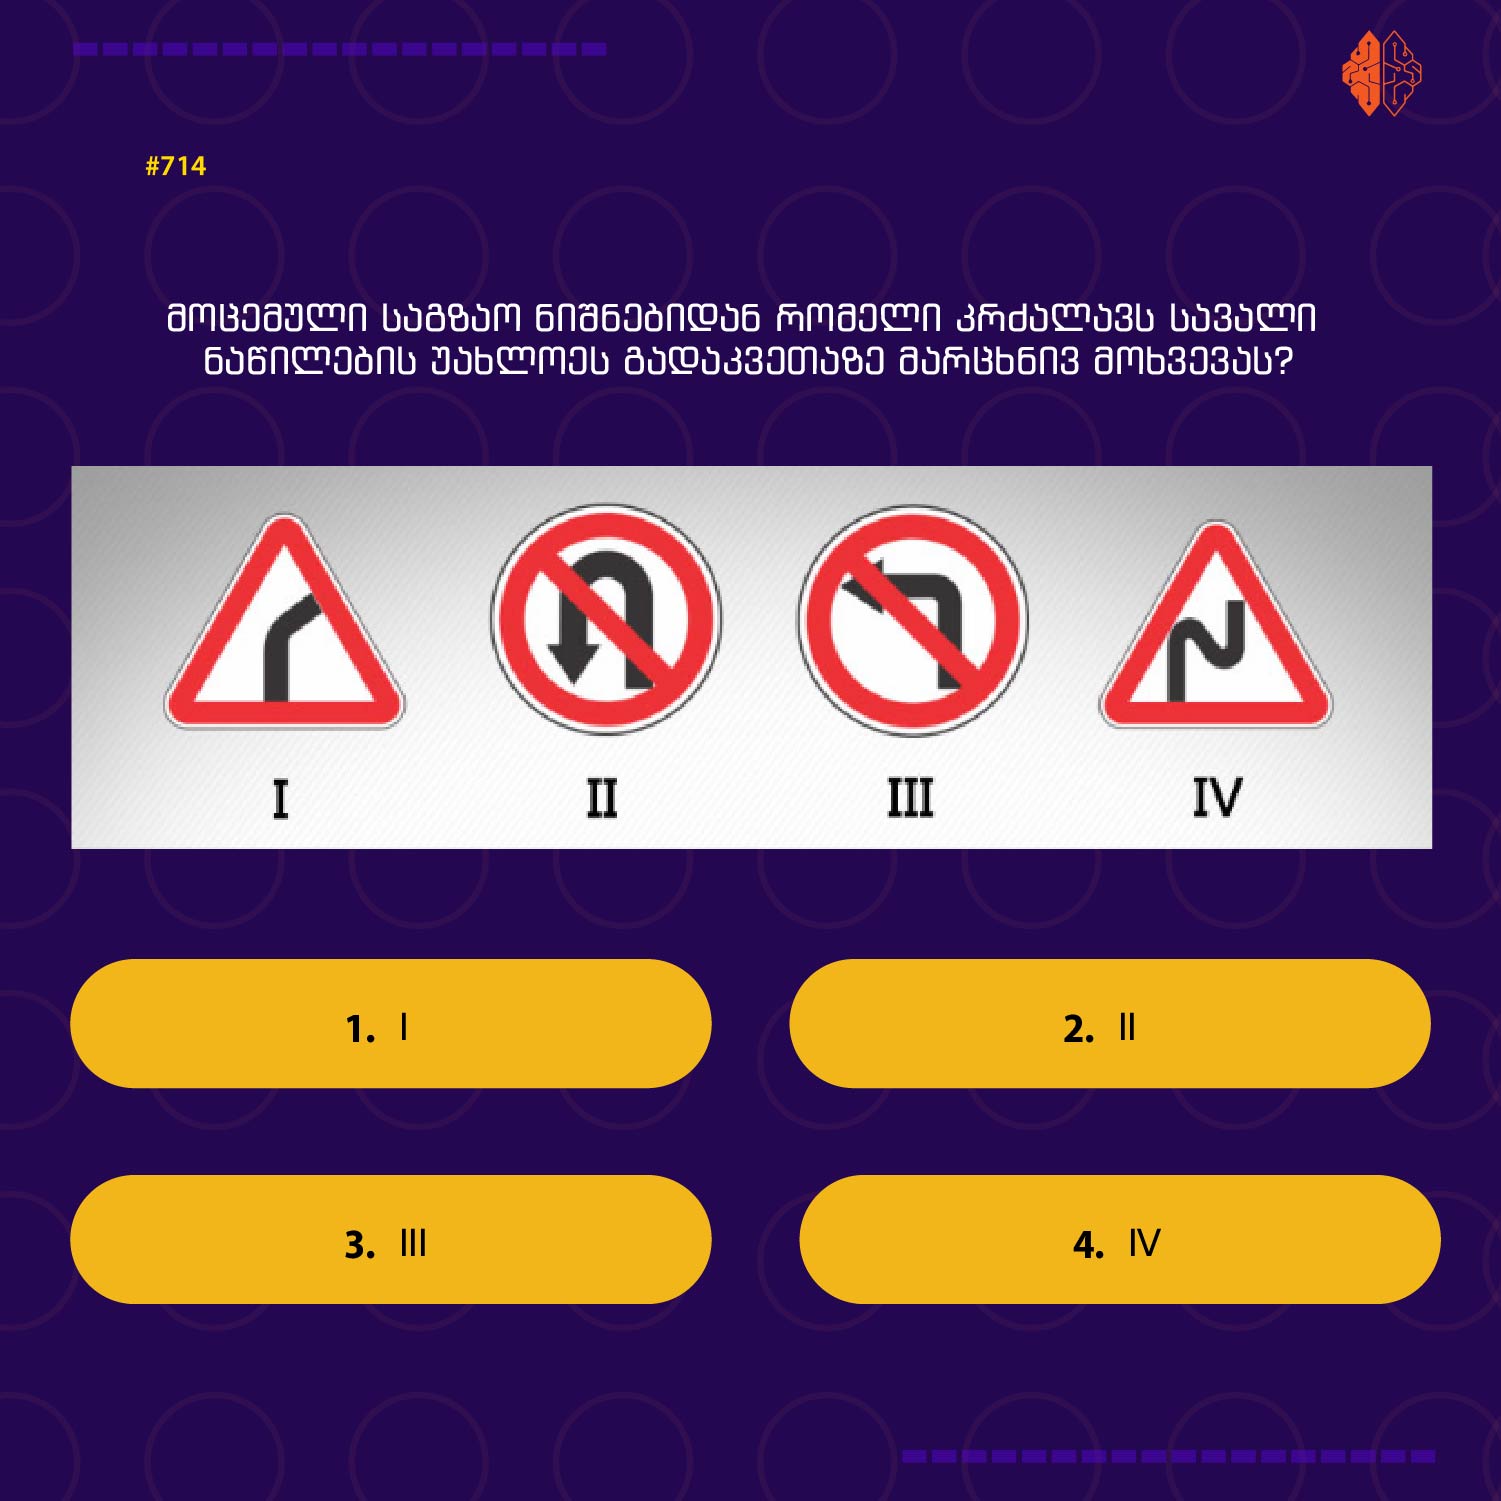 #714
მოცემული საგზაო ნიშნებიდან რომელი კრძალავს სავალი
ნაწილების უახლოეს გადაკვეთაზე მარცხნივ მოხვევას?
I II III IV
1. I
2. II
3. III
4. IV